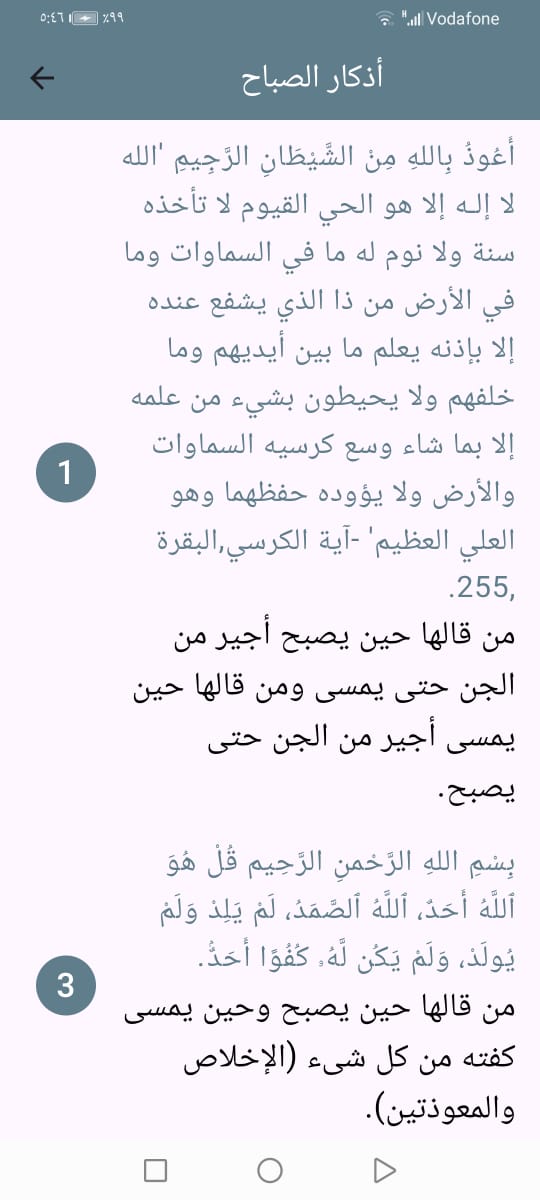 ٥:٤٦ ٪٩٩ H Vodafone
أذكار الصباح
أَعُوذُ بِاللهِ مِنْ الشَّيْطَانِ الرَّجِيمِ 'الله
لا إلـه إلا هو الحي القيوم لا تأخذه
سنة ولا نوم له ما في السماوات وما
في الأرض من ذا الذي يشفع عنده
إلا بإذنه يعلم ما بين أيديهم وما
خلفهم ولا يحيطون بشيء من علمه
إلا بما شاء وسع كرسيه السماوات
والأرض ولا يؤوده حفظهما وهو
العلي العظيم' -آية الكرسي,البقرة
,255.
1
من قالها حين يصبح أجير من
الجن حتى يمسى ومن قالها حين
يمسى أجير من الجن حتى
يصبح.
بِسْمِ اللهِ الرَّحْمنِ الرَّحِيم قُلْ هُوَ
ٱللَّهُ أَحَدٌ، ٱللَّهُ ٱلصَّمَدُ، لَمْ يَلِدْ وَلَمْ
يُولَدْ، وَلَمْ يَكُن لَّهُۥ كُفُوًا أَحَدٌۢ.
3
من قالها حين يصبح وحين يمسى
كفته من كل شىء (الإخلاص
والمعوذتين).